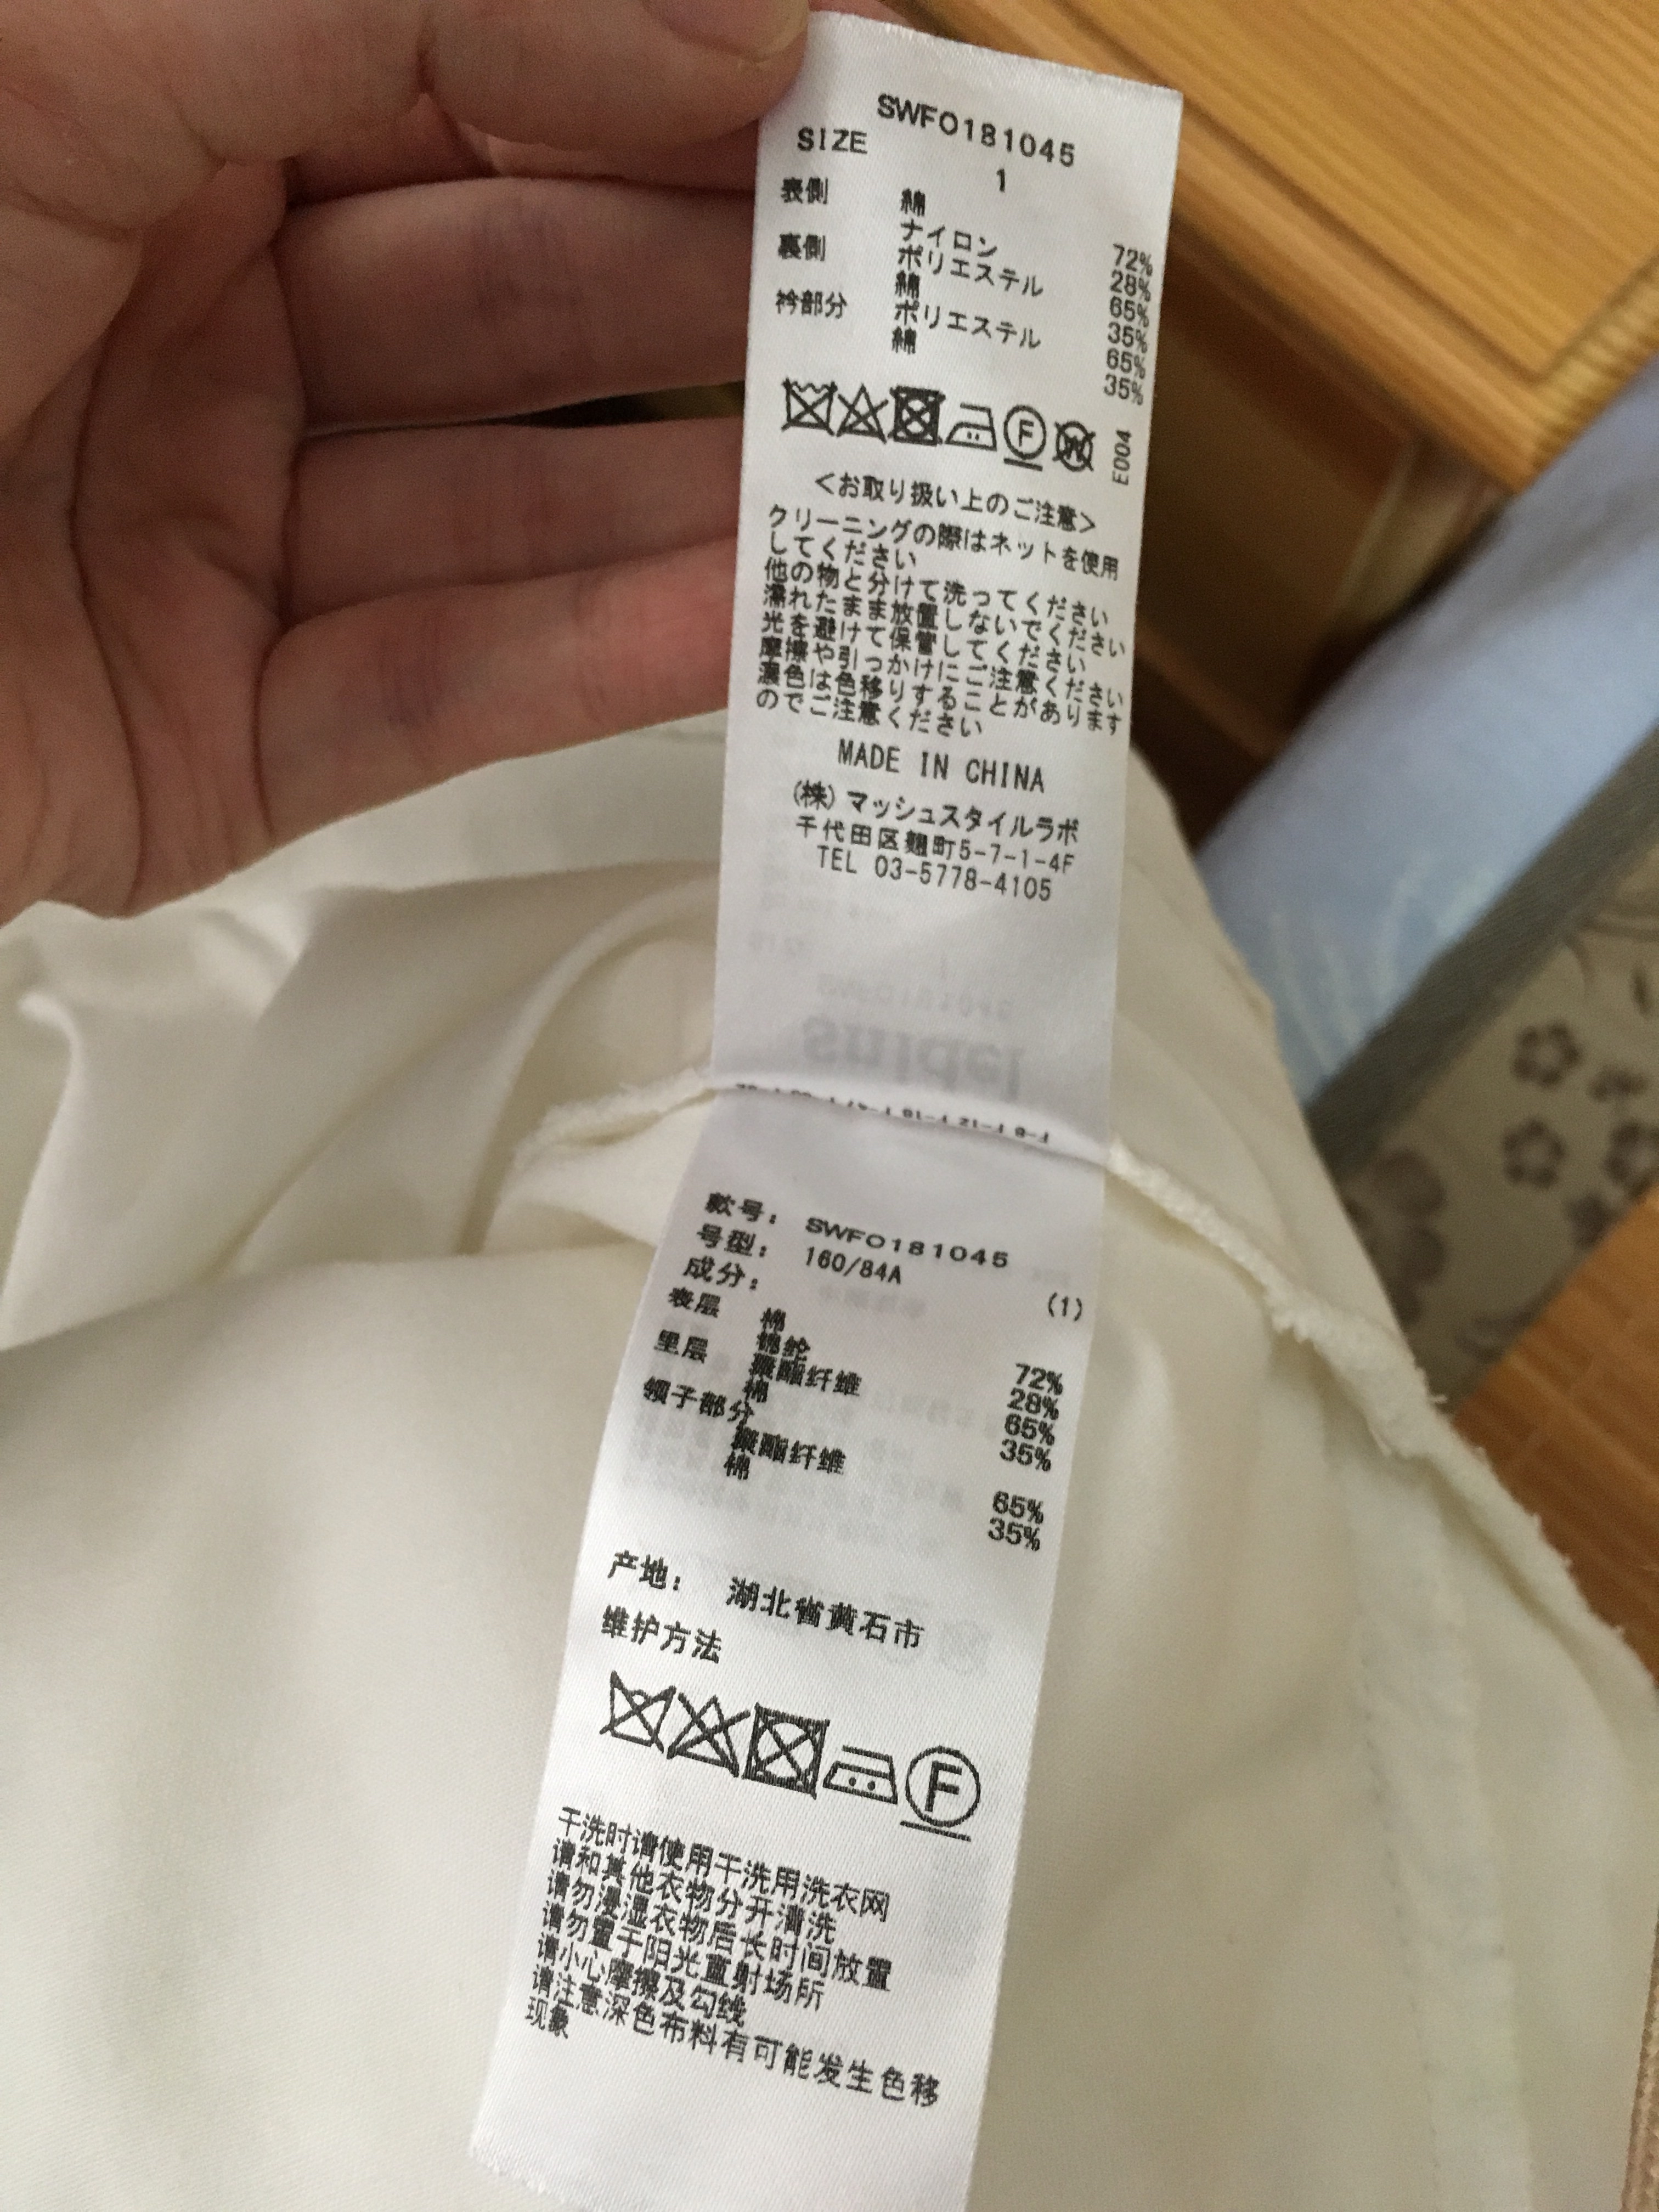 SWFO181045
SIZE 1
表側 綿 72%
ナイロン 28%
裏側 ポリエステル 65%
綿 35%
衿部分 ポリエステル 65%
綿 35%
F W E004
<お取り扱い上のご注意>
クリーニングの際はネットを使用
してください
他の物と分けて洗ってください
濡れたまま放置しないでください
光を避けて保管してください
摩擦や引っかけにご注意ください
濃色は色移りすることがあります
のでご注意ください
MADE IN CHINA
(株)マッシュスタイルラボ
千代田区麹町5-7-1-4F
TEL 03-5778-4105
snidel
款号: SWFO181045
号型: 160/84A (1)
成分:
表层 棉 72%
锦纶 28%
里层 聚酯纤维 65%
棉 35%
领子部分
聚酯纤维 65%
棉 35%
产地: 湖北省黄石市
维护方法
F
干洗时请使用干洗用洗衣网
请和其他衣物分开清洗
请勿浸湿衣物后长时间放置
请勿置于阳光直射场所
请小心摩擦及勾线
请注意深色布料有可能发生色移
现象